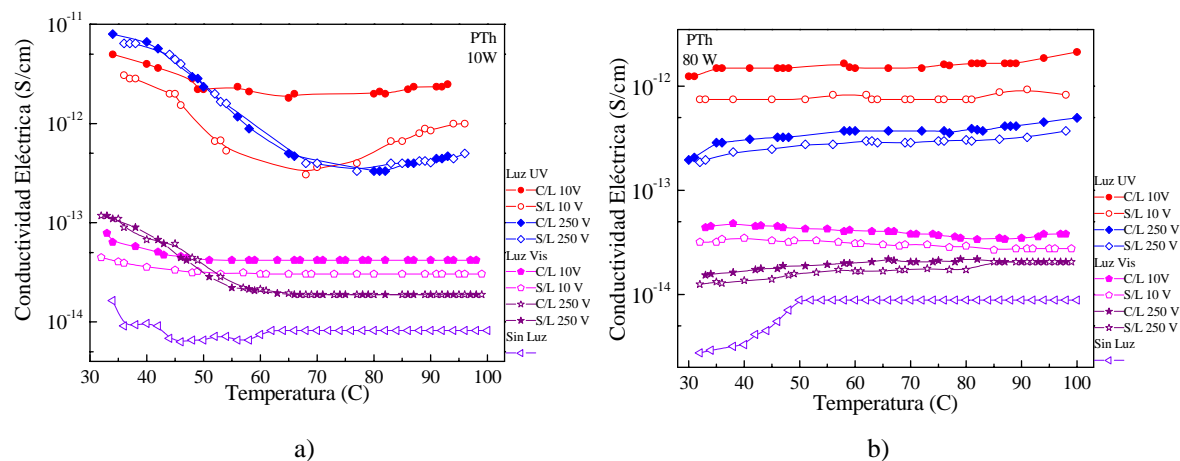 10⁻¹¹
10⁻¹²
10⁻¹³
10⁻¹⁴
Conductividad Eléctrica (S/cm)
PTh
10W
Luz UV
C/L 10V
S/L 10 V
C/L 250 V
S/L 250 V
Luz Vis
C/L 10V
S/L 10 V
C/L 250 V
S/L 250 V
Sin Luz
30 40 50 60 70 80 90 100
Temperatura (C)
a)
10⁻¹²
10⁻¹³
10⁻¹⁴
Conductividad Eléctrica (S/cm)
PTh
80 W
Luz UV
C/L 10V
S/L 10 V
C/L 250 V
S/L 250 V
Luz Vis
C/L 10V
S/L 10 V
C/L 250 V
S/L 250 V
Sin Luz
30 40 50 60 70 80 90 100
Temperatura (C)
b)